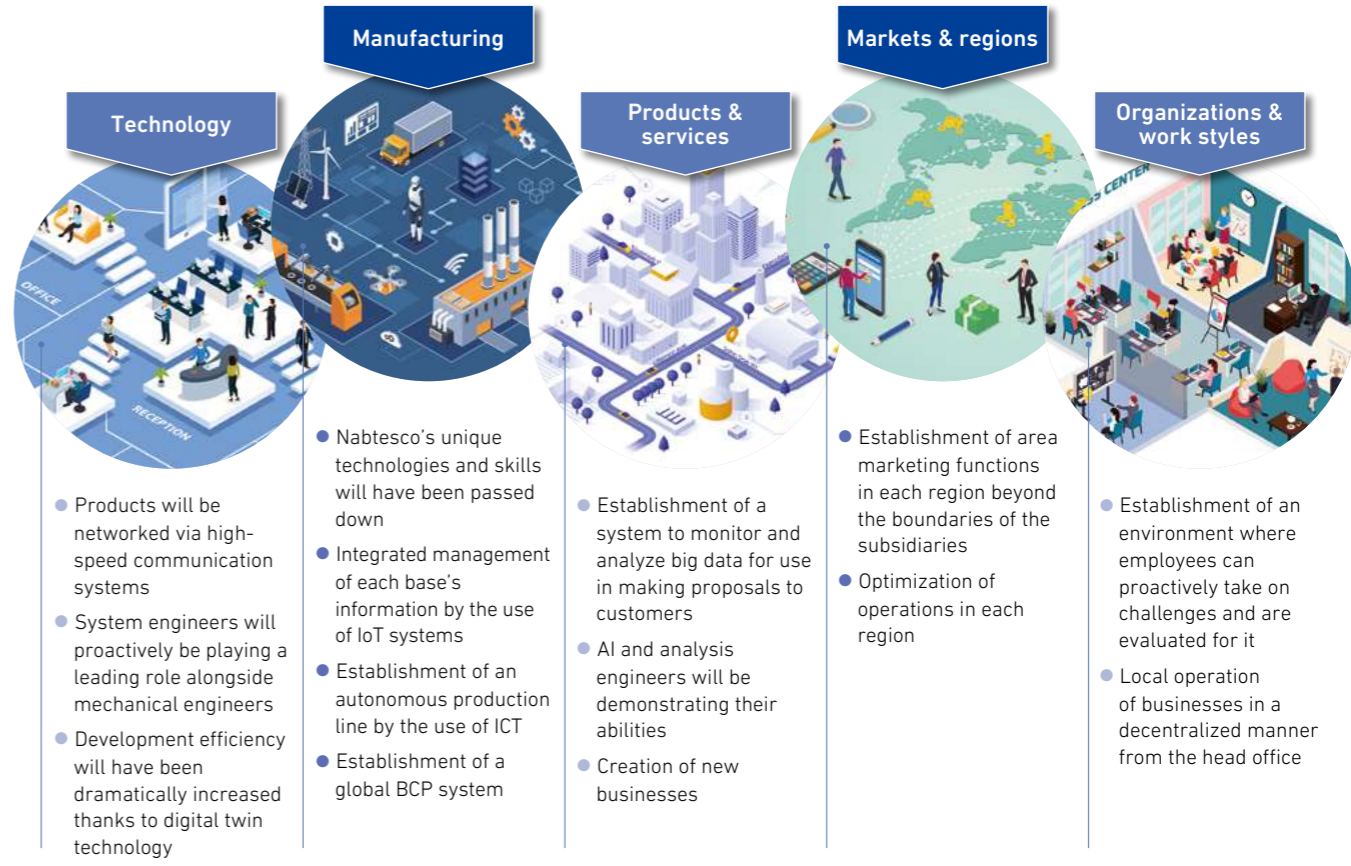 Technology
OFFICE
RECEPTION
● Products will be
networked via high-
speed communication
systems
● System engineers will
proactively be playing a
leading role alongside
mechanical engineers
● Development efficiency
will have been
dramatically increased
thanks to digital twin
technology
Manufacturing
● Nabtesco’s unique
technologies and skills
will have been passed
down
● Integrated management
of each base’s
information by the use
of IoT systems
● Establishment of an
autonomous production
line by the use of ICT
● Establishment of a
global BCP system
Products &
services
● Establishment of a
system to monitor and
analyze big data for use
in making proposals to
customers
● AI and analysis
engineers will be
demonstrating their
abilities
● Creation of new
businesses
Markets & regions
● Establishment of area
marketing functions
in each region beyond
the boundaries of the
subsidiaries
● Optimization of
operations in each
region
Organizations &
work styles
SS CENTER
● Establishment of an
environment where
employees can
proactively take on
challenges and are
evaluated for it
● Local operation
of businesses in a
decentralized manner
from the head office